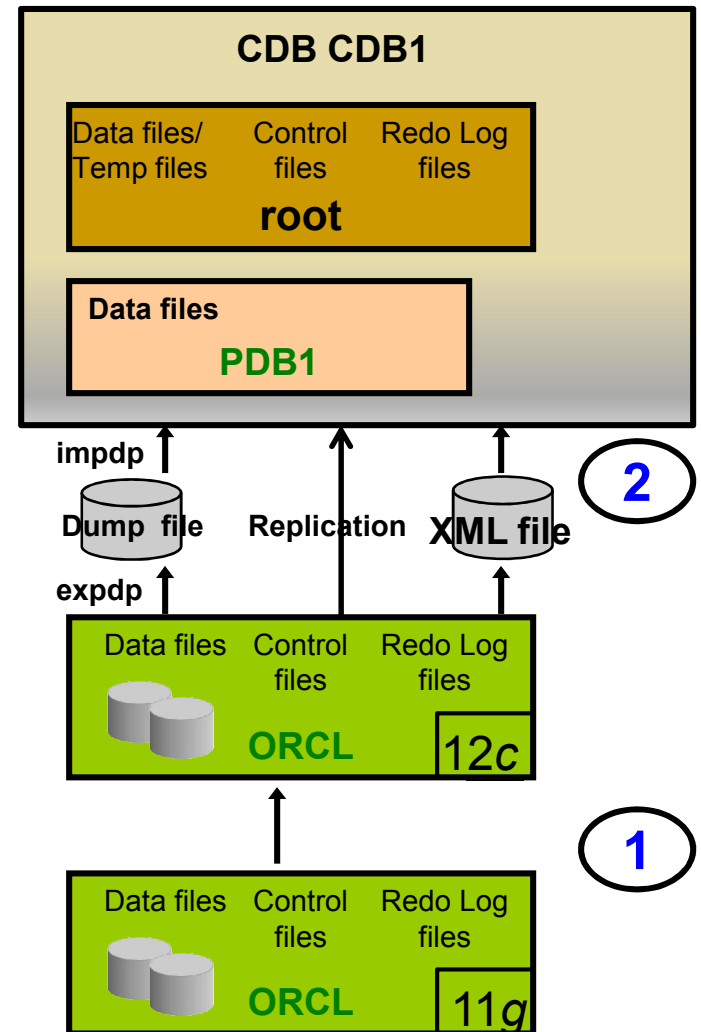 CDB CDB1
Data files/ Control Redo Log
Temp files files files
root
Data files
PDB1
impdp
2
Dump file Replication XML file
expdp
Data files Control Redo Log
files files
ORCL 12c
1
Data files Control Redo Log
files files
ORCL 11g